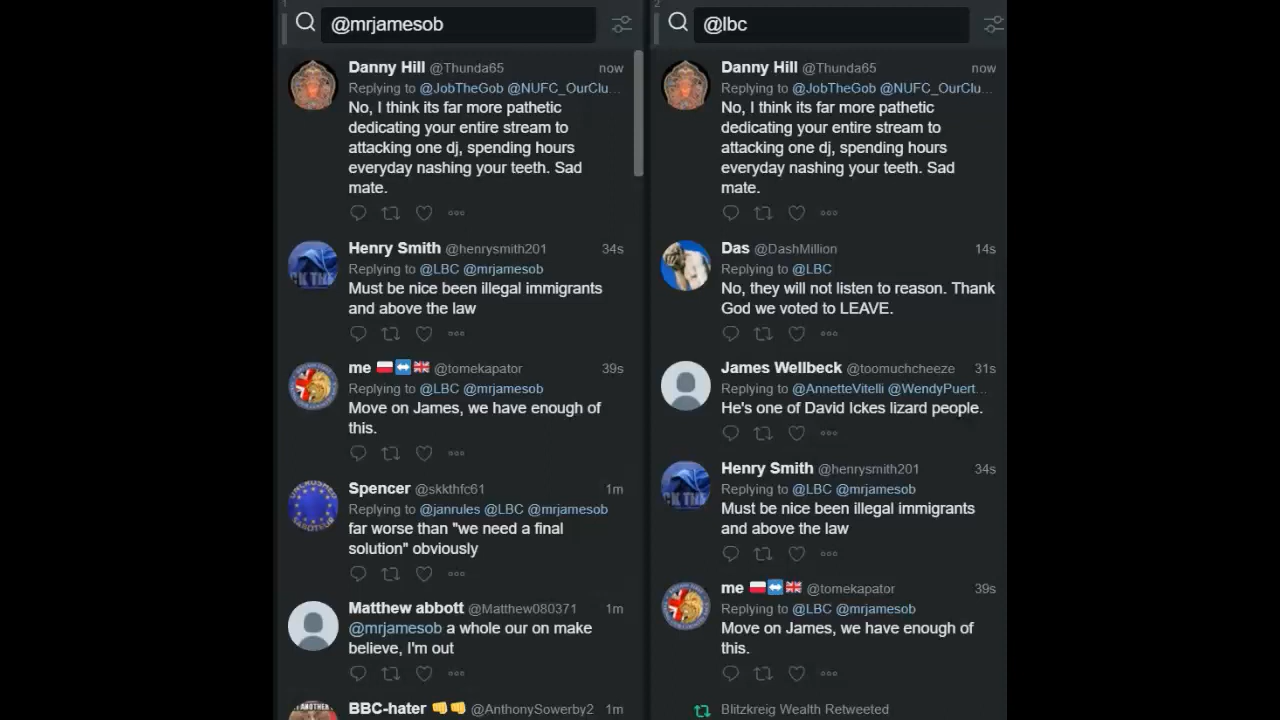 1
@mrjamesob
Danny Hill @Thunda65 now
Replying to @JobTheGob @NUFC_OurClu...
No, I think its far more pathetic
dedicating your entire stream to
attacking one dj, spending hours
everyday nashing your teeth. Sad
mate.
Henry Smith @henrysmith201 34s
Replying to @LBC @mrjamesob
Must be nice been illegal immigrants
and above the law
me 🇵🇱↔️🇬🇧 @tomekapator 39s
Replying to @LBC @mrjamesob
Move on James, we have enough of
this.
Spencer @skkthfc61 1m
Replying to @janrules @LBC @mrjamesob
far worse than "we need a final
solution" obviously
Matthew abbott @Matthew080371 1m
@mrjamesob a whole our on make
believe, I'm out
BBC-hater 👊👊 @AnthonySowerby2 1m
2
@lbc
Danny Hill @Thunda65 now
Replying to @JobTheGob @NUFC_OurClu...
No, I think its far more pathetic
dedicating your entire stream to
attacking one dj, spending hours
everyday nashing your teeth. Sad
mate.
Das @DashMillion 14s
Replying to @LBC
No, they will not listen to reason. Thank
God we voted to LEAVE.
James Wellbeck @toomuchcheeze 31s
Replying to @AnnetteVitelli @WendyPuert...
He's one of David Ickes lizard people.
Henry Smith @henrysmith201 34s
Replying to @LBC @mrjamesob
Must be nice been illegal immigrants
and above the law
me 🇵🇱↔️🇬🇧 @tomekapator 39s
Replying to @LBC @mrjamesob
Move on James, we have enough of
this.
Blitzkreig Wealth Retweeted